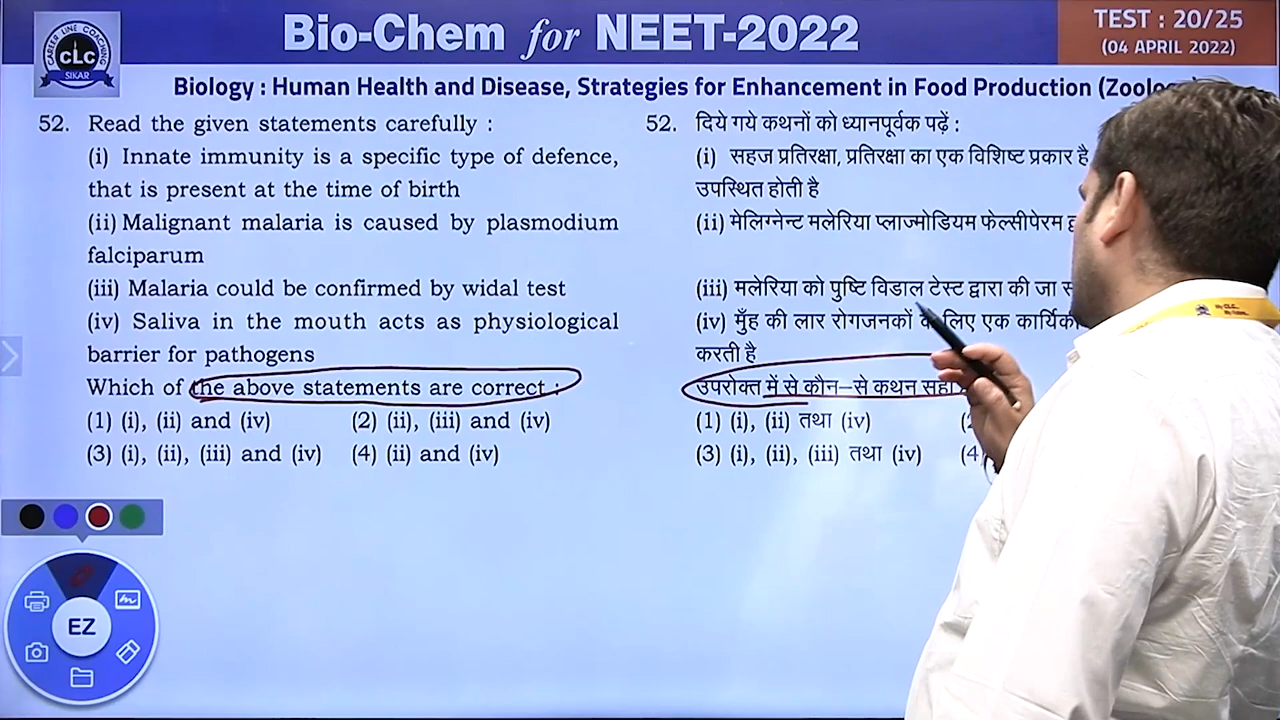 CAREER LINE COACHING
CLC
SIKAR
Bio-Chem for NEET-2022
TEST : 20/25
(04 APRIL 2022)
Biology : Human Health and Disease, Strategies for Enhancement in Food Production
52. Read the given statements carefully :
(i) Innate immunity is a specific type of defence,
that is present at the time of birth
(ii) Malignant malaria is caused by plasmodium
falciparum
(iii) Malaria could be confirmed by widal test
(iv) Saliva in the mouth acts as physiological
barrier for pathogens
Which of the above statements are correct :
(1) (i), (ii) and (iv) (2) (ii), (iii) and (iv)
(3) (i), (ii), (iii) and (iv) (4) (ii) and (iv)
52. दिये गये कथनों को ध्यानपूर्वक पढ़ें :
(i) सहज प्रतिरक्षा, प्रतिरक्षा का एक विशिष्ट प्रकार है
उपस्थित होती है
(ii) मेलिग्नेन्ट मलेरिया प्लाज्मोडियम फेल्सीपेरम
(iii) मलेरिया को पुष्टि विडाल टेस्ट द्वारा की जा
(iv) मुँह की लार रोगजनकों लिए एक
करती है
उपरोक्त में से कौन–से कथन सही
(1) (i), (ii) तथा (iv)
(3) (i), (ii), (iii) तथा (iv) (4)
EZ